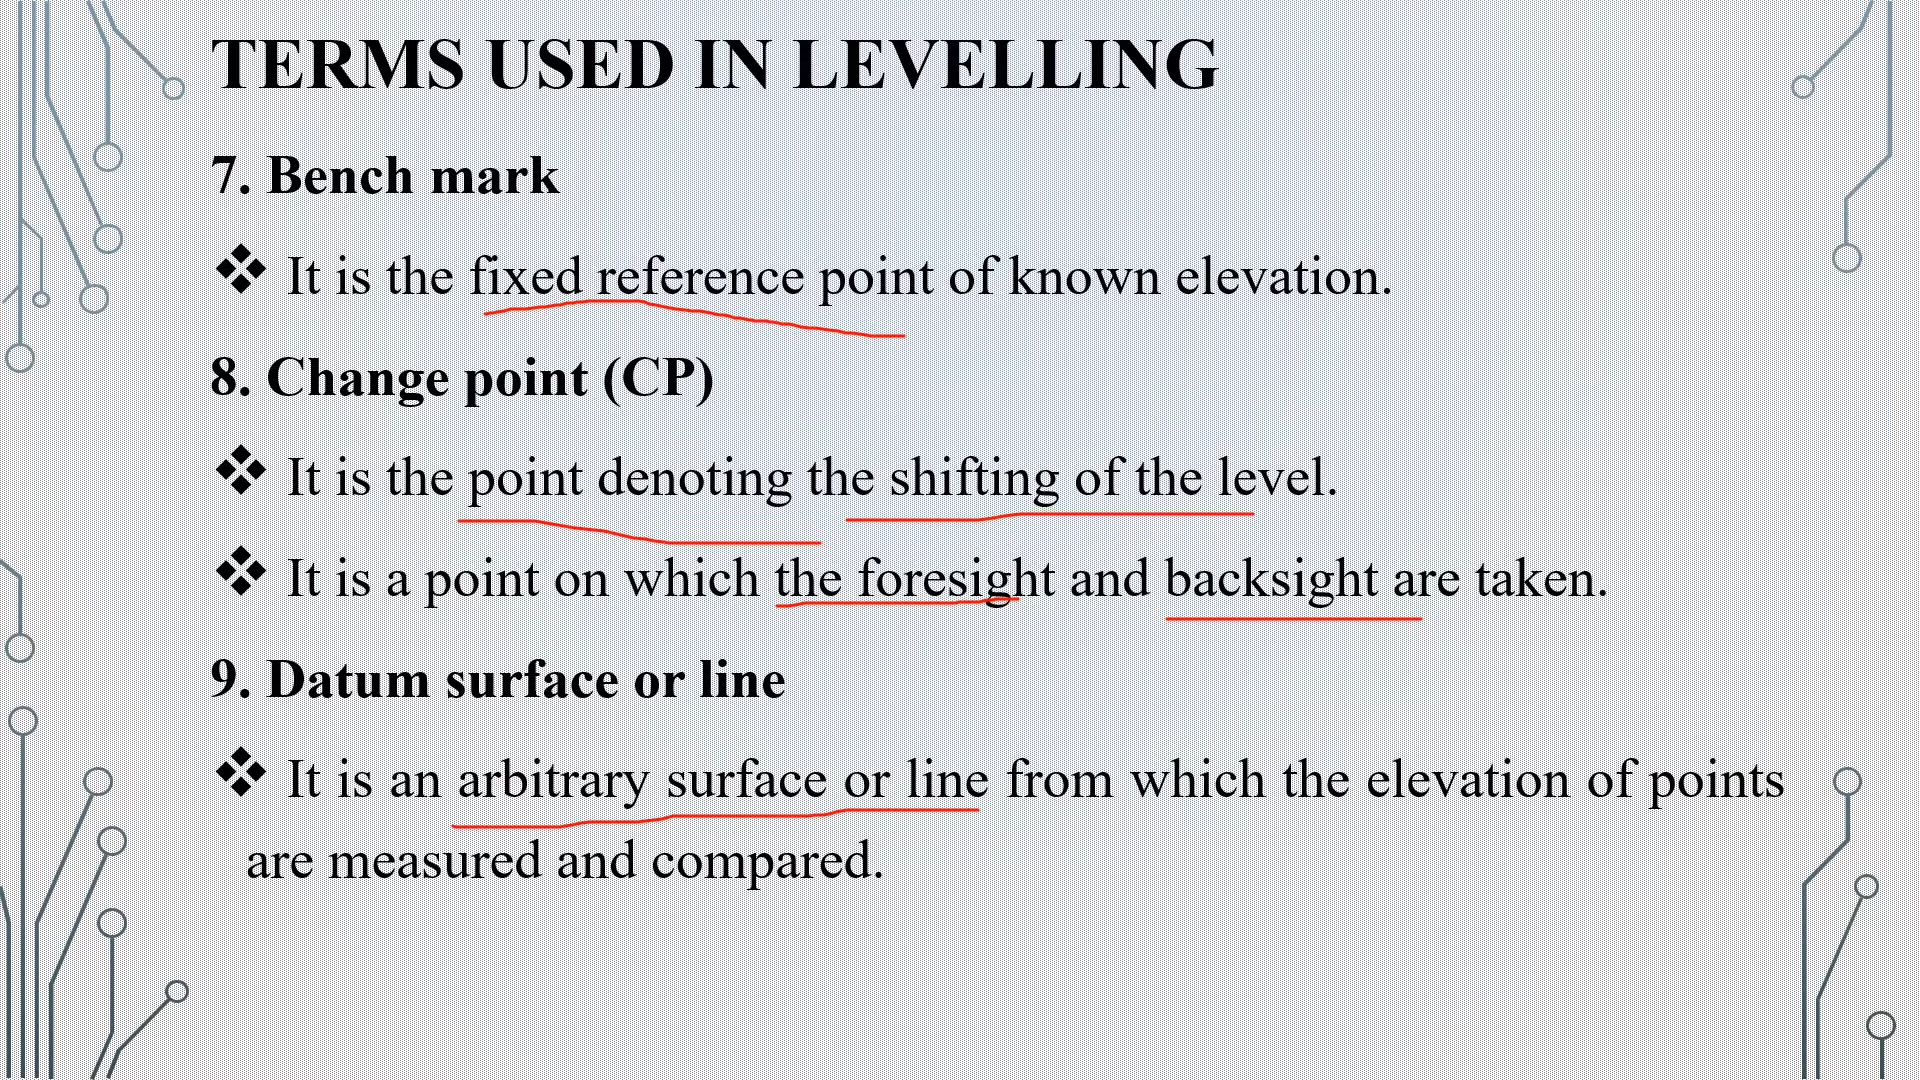 TERMS USED IN LEVELLING
7. Bench mark
❖ It is the fixed reference point of known elevation.
8. Change point (CP)
❖ It is the point denoting the shifting of the level.
❖ It is a point on which the foresight and backsight are taken.
9. Datum surface or line
❖ It is an arbitrary surface or line from which the elevation of points
are measured and compared.